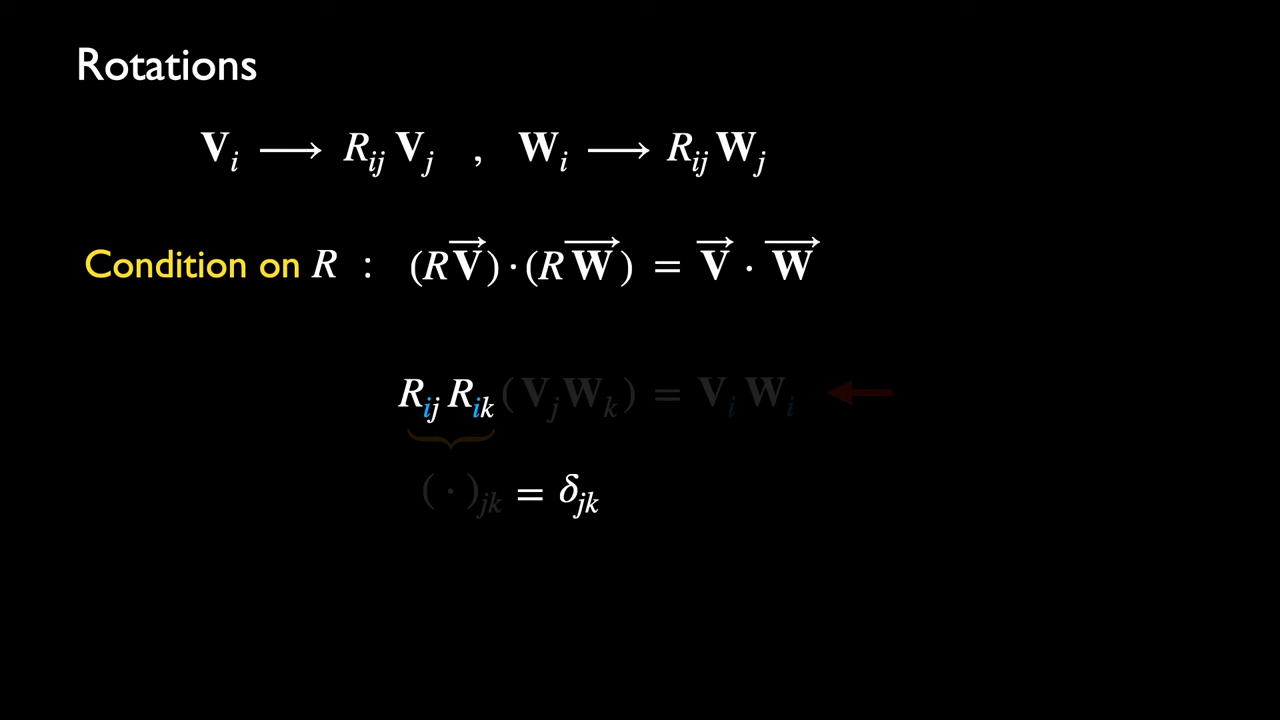 Rotations
V_i ⟶ R_ij V_j , W_i ⟶ R_ij W_j
Condition on R : (R V⃗) · (R W⃗) = V⃗ · W⃗
R_ij R_ik (V_j W_k) = V_i W_i
( · )_jk = δ_jk